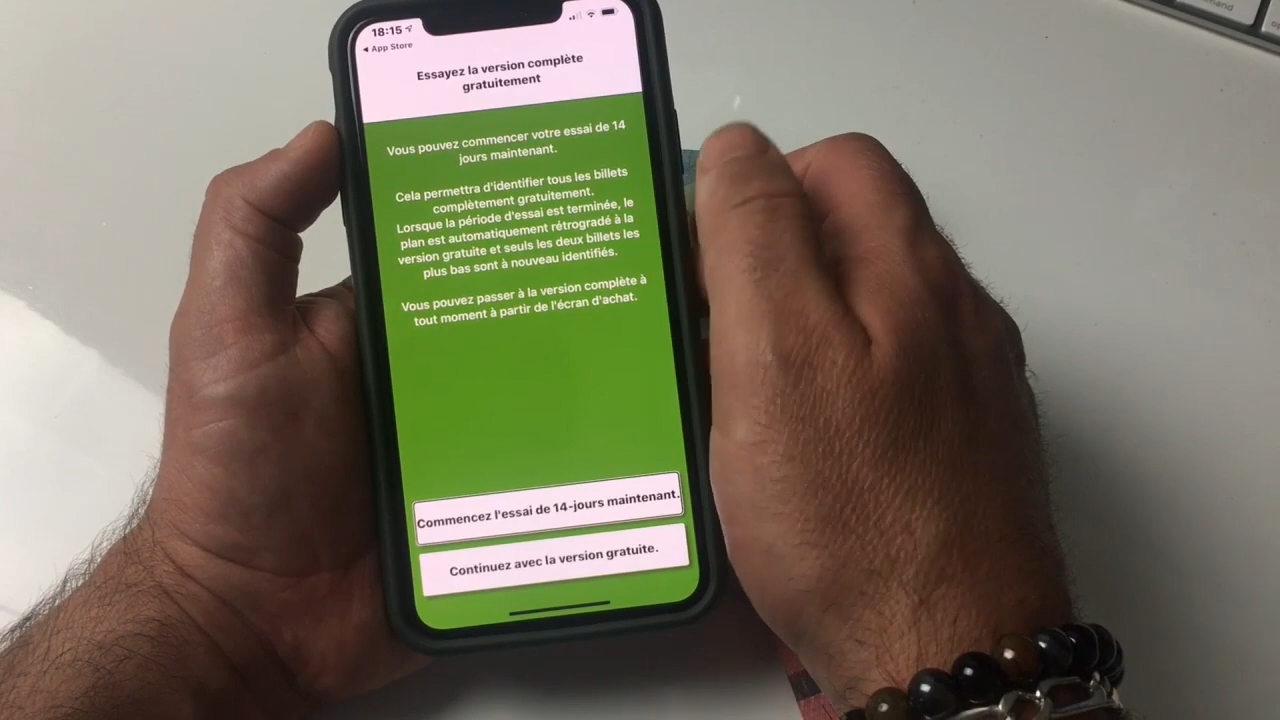 18:15
App Store
Essayez la version complète
gratuitement
Vous pouvez commencer votre essai de 14
jours maintenant.
Cela permettra d'identifier tous les billets
complètement gratuitement.
Lorsque la période d'essai est terminée, le
plan est automatiquement rétrogradé à la
version gratuite et seuls les deux billets les
plus bas sont à nouveau identifiés.
Vous pouvez passer à la version complète à
tout moment à partir de l'écran d'achat.
Commencez l'essai de 14-jours maintenant.
Continuez avec la version gratuite.